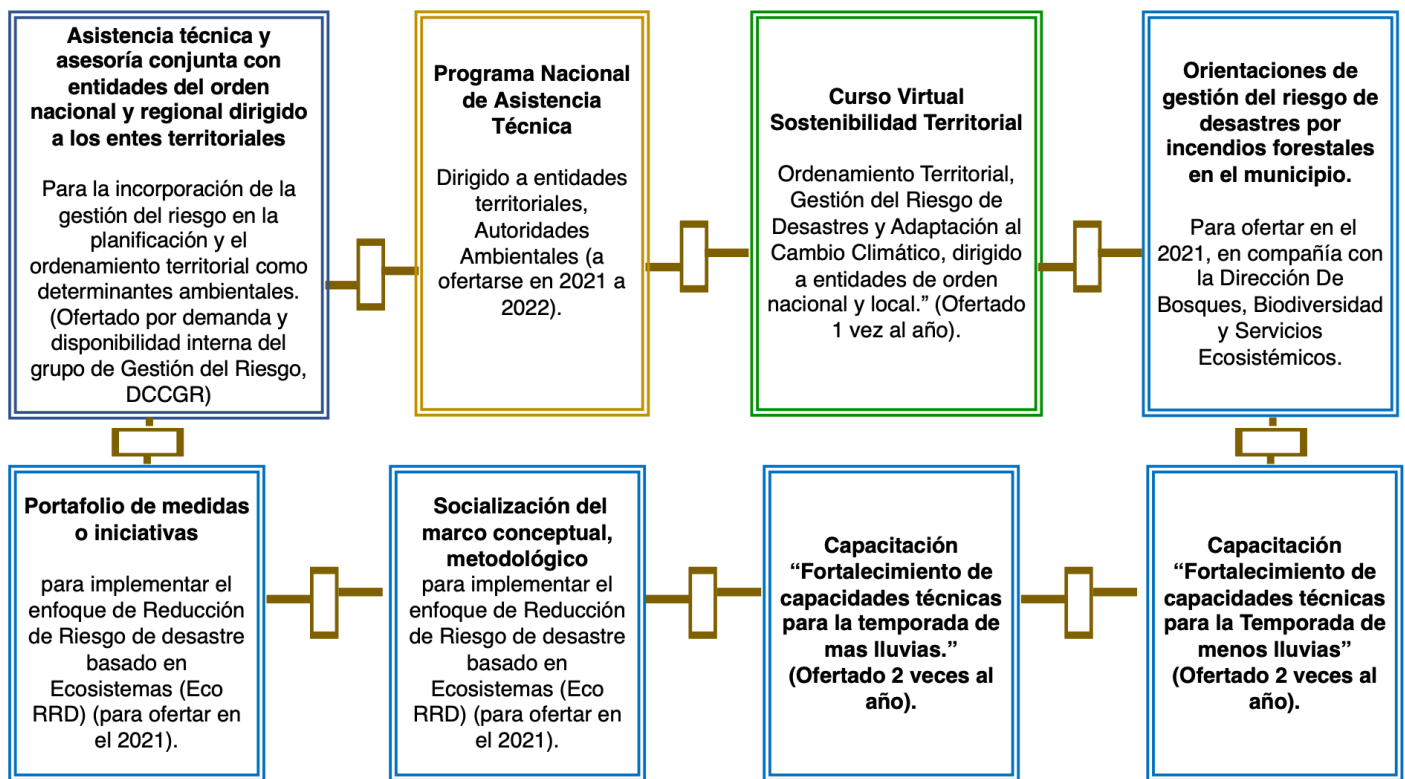 Asistencia técnica y
asesoría conjunta con
entidades del orden
nacional y regional dirigido
a los entes territoriales
Para la incorporación de la
gestión del riesgo en la
planificación y el
ordenamiento territorial como
determinantes ambientales.
(Ofertado por demanda y
disponibilidad interna del
grupo de Gestión del Riesgo,
DCCGR)
Programa Nacional
de Asistencia
Técnica
Dirigido a entidades
territoriales,
Autoridades
Ambientales (a
ofertarse en 2021 a
2022).
Curso Virtual
Sostenibilidad Territorial
Ordenamiento Territorial,
Gestión del Riesgo de
Desastres y Adaptación al
Cambio Climático, dirigido
a entidades de orden
nacional y local.” (Ofertado
1 vez al año).
Orientaciones de
gestión del riesgo de
desastres por
incendios forestales
en el municipio.
Para ofertar en el
2021, en compañía con
la Dirección De
Bosques, Biodiversidad
y Servicios
Ecosistémicos.
Portafolio de medidas
o iniciativas
para implementar el
enfoque de Reducción
de Riesgo de desastre
basado en
Ecosistemas (Eco
RRD) (para ofertar en
el 2021).
Socialización del
marco conceptual,
metodológico
para implementar el
enfoque de Reducción
de Riesgo de desastre
basado en
Ecosistemas (Eco
RRD) (para ofertar en
el 2021).
Capacitación
“Fortalecimiento de
capacidades técnicas
para la temporada de
mas lluvias.”
(Ofertado 2 veces al
año).
Capacitación
“Fortalecimiento de
capacidades técnicas
para la Temporada de
menos lluvias”
(Ofertado 2 veces al
año).